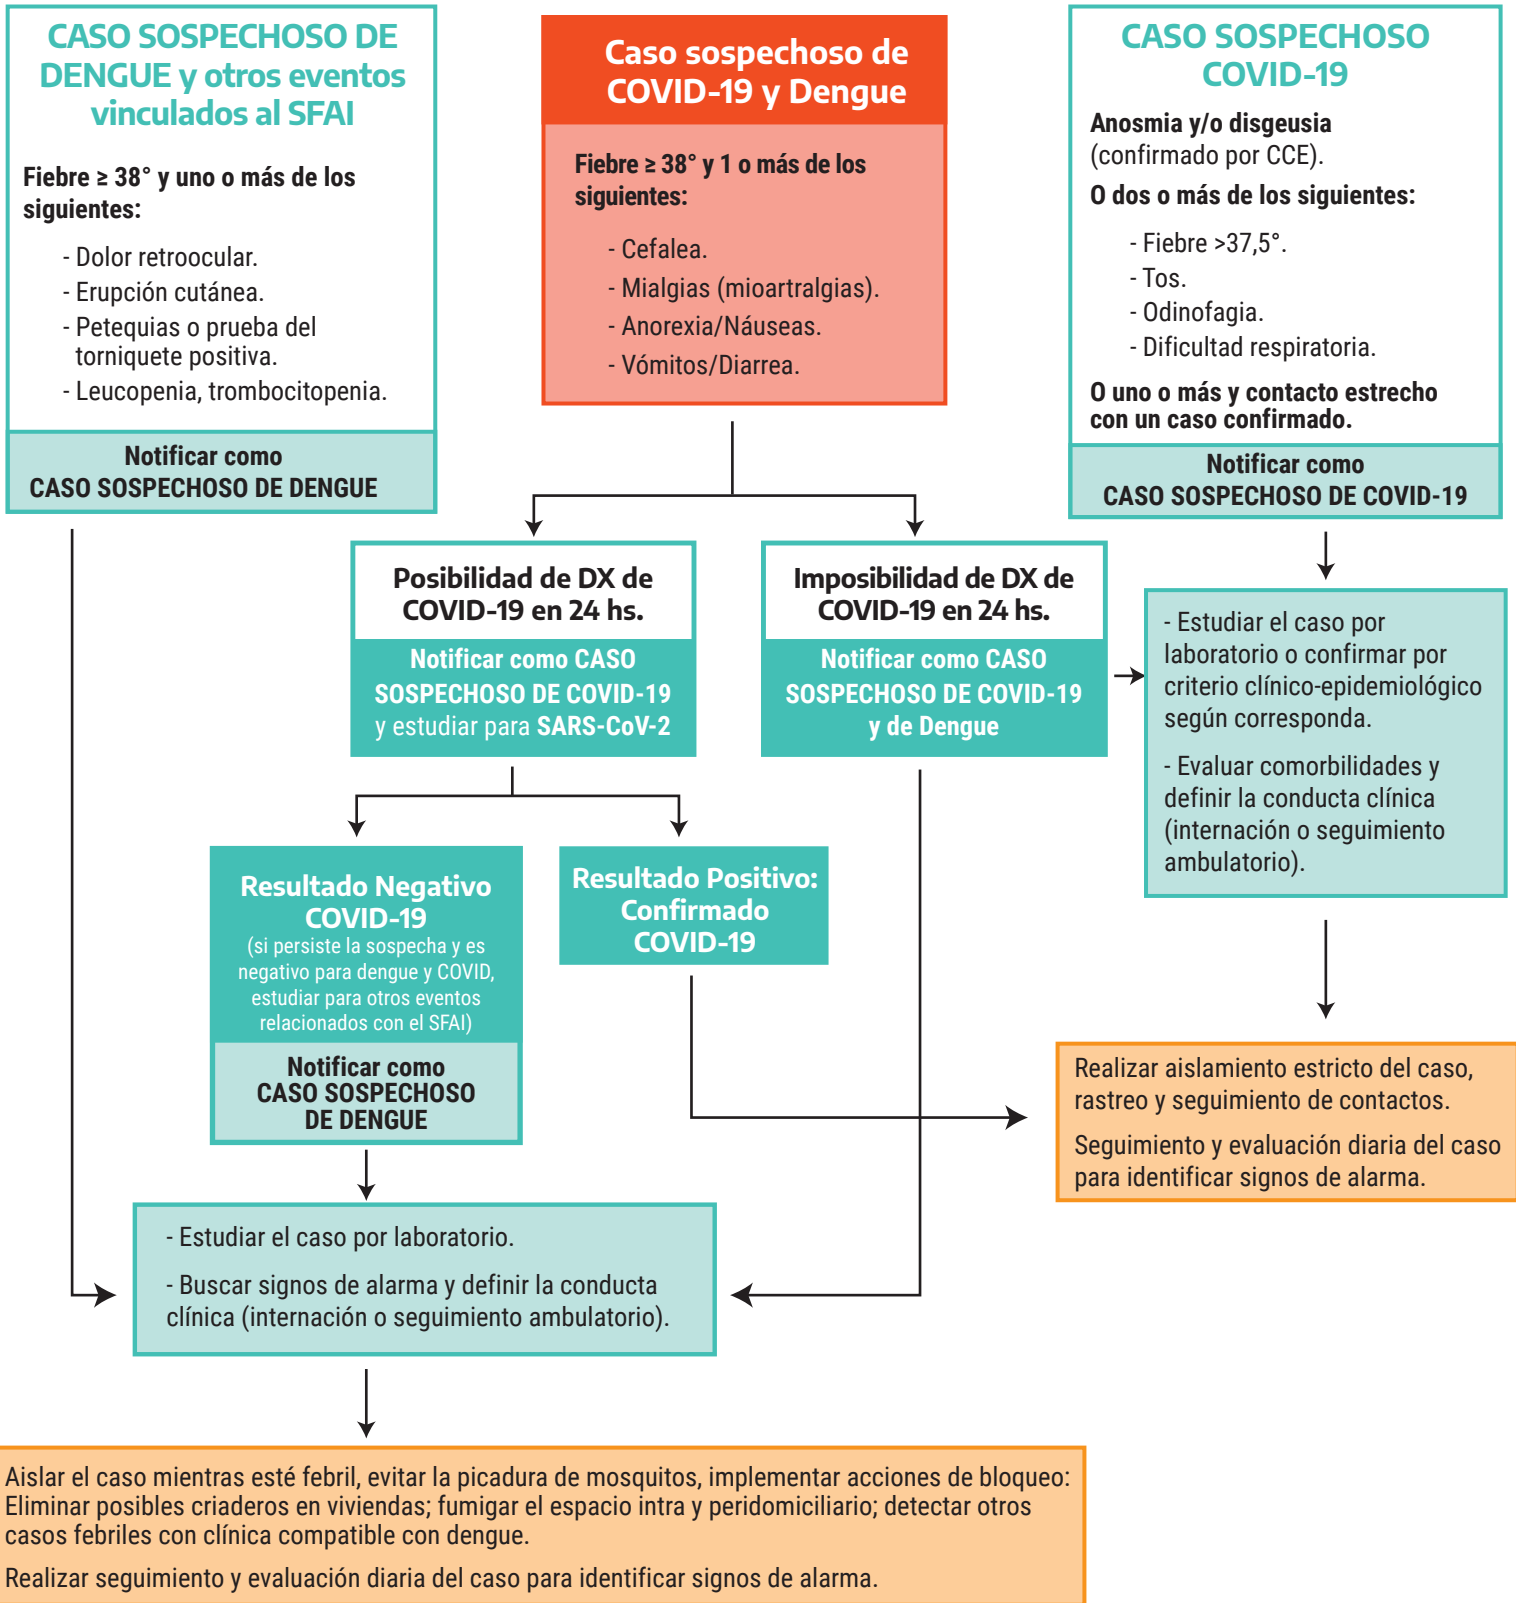 CASO SOSPECHOSO DE
DENGUE y otros eventos
vinculados al SFAI
Fiebre ≥ 38° y uno o más de los
siguientes:
- Dolor retroocular.
- Erupción cutánea.
- Petequias o prueba del
torniquete positiva.
- Leucopenia, trombocitopenia.
Notificar como
CASO SOSPECHOSO DE DENGUE
Caso sospechoso de
COVID-19 y Dengue
Fiebre ≥ 38° y 1 o más de los
siguientes:
- Cefalea.
- Mialgias (mioartralgias).
- Anorexia/Náuseas.
- Vómitos/Diarrea.
CASO SOSPECHOSO
COVID-19
Anosmia y/o disgeusia
(confirmado por CCE).
O dos o más de los siguientes:
- Fiebre >37,5°.
- Tos.
- Odinofagia.
- Dificultad respiratoria.
O uno o más y contacto estrecho
con un caso confirmado.
Notificar como
CASO SOSPECHOSO DE COVID-19
Posibilidad de DX de
COVID-19 en 24 hs.
Notificar como CASO
SOSPECHOSO DE COVID-19
y estudiar para SARS-CoV-2
Imposibilidad de DX de
COVID-19 en 24 hs.
Notificar como CASO
SOSPECHOSO DE COVID-19
y de Dengue
- Estudiar el caso por
laboratorio o confirmar por
criterio clínico-epidemiológico
según corresponda.
- Evaluar comorbilidades y
definir la conducta clínica
(internación o seguimiento
ambulatorio).
Resultado Negativo
COVID-19
(si persiste la sospecha y es
negativo para dengue y COVID,
estudiar para otros eventos
relacionados con el SFAI)
Notificar como
CASO SOSPECHOSO
DE DENGUE
Resultado Positivo:
Confirmado
COVID-19
Realizar aislamiento estricto del caso,
rastreo y seguimiento de contactos.
Seguimiento y evaluación diaria del caso
para identificar signos de alarma.
- Estudiar el caso por laboratorio.
- Buscar signos de alarma y definir la conducta
clínica (internación o seguimiento ambulatorio).
Aislar el caso mientras esté febril, evitar la picadura de mosquitos, implementar acciones de bloqueo:
Eliminar posibles criaderos en viviendas; fumigar el espacio intra y peridomiciliario; detectar otros
casos febriles con clínica compatible con dengue.
Realizar seguimiento y evaluación diaria del caso para identificar signos de alarma.